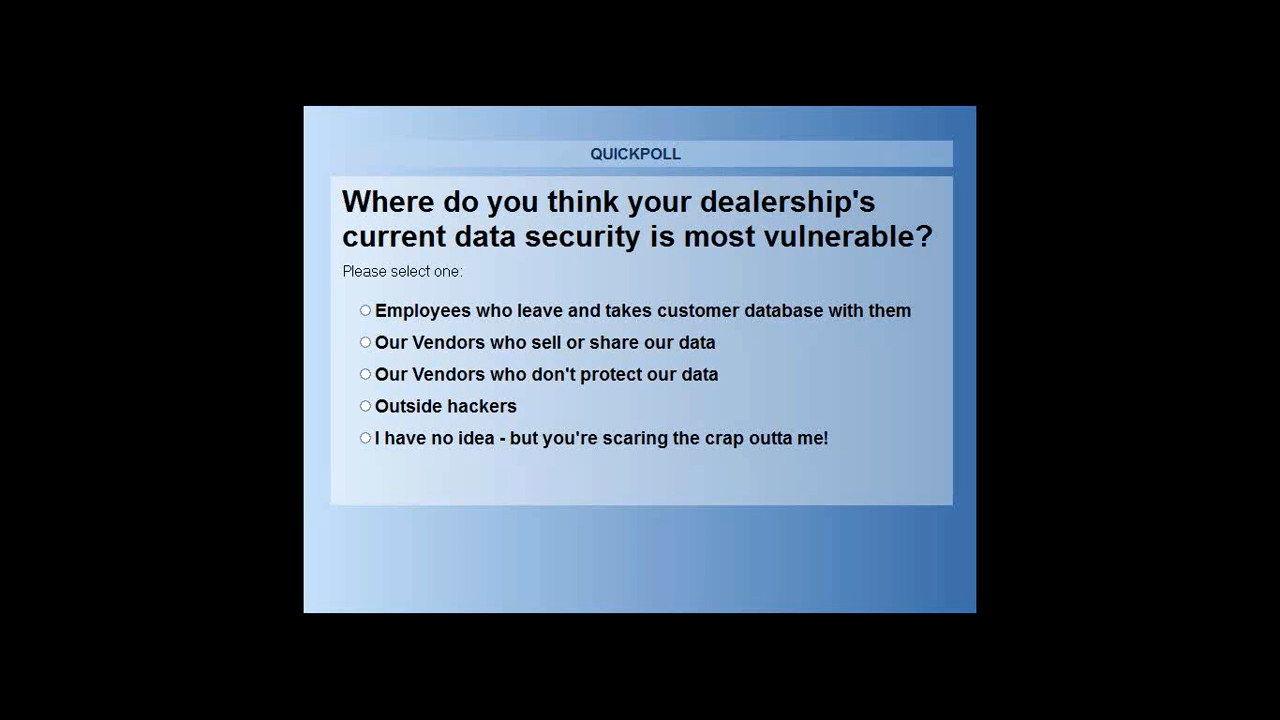 QUICKPOLL
Where do you think your dealership's
current data security is most vulnerable?
Please select one:
Employees who leave and takes customer database with them
Our Vendors who sell or share our data
Our Vendors who don't protect our data
Outside hackers
I have no idea - but you're scaring the crap outta me!